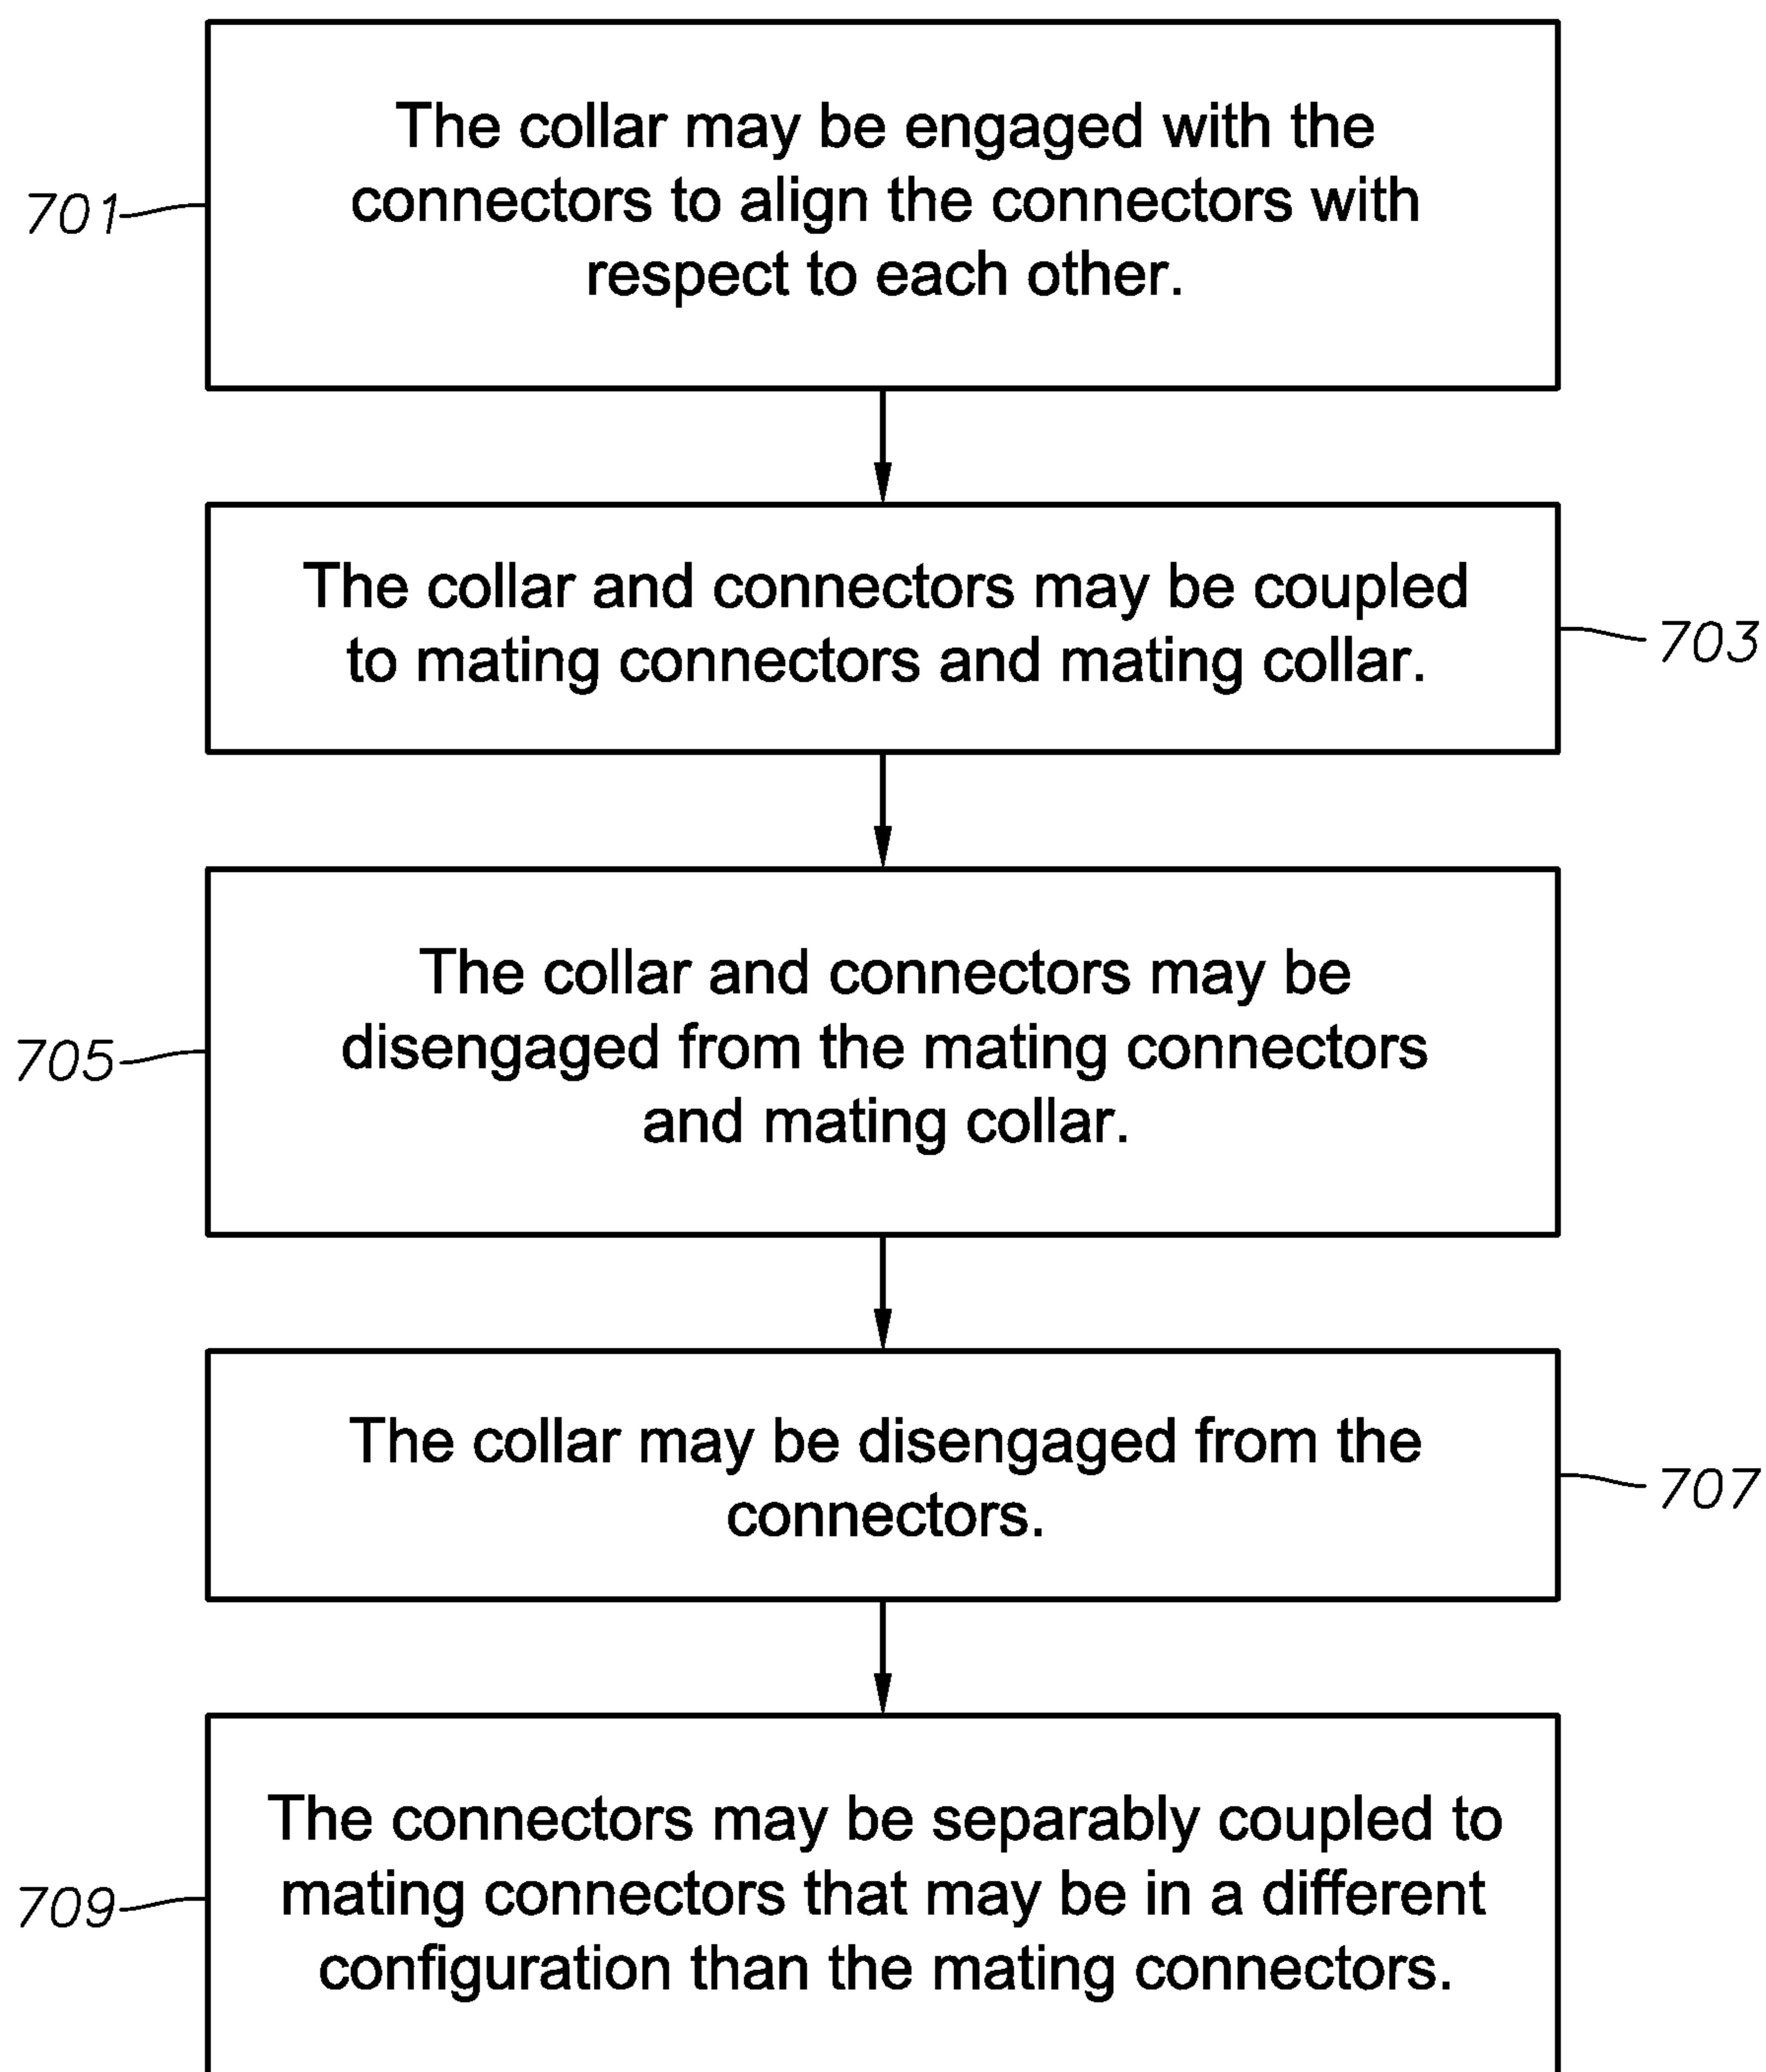 The collar may be engaged with the
connectors to align the connectors with
respect to each other.
701
The collar and connectors may be coupled
to mating connectors and mating collar.
703
The collar and connectors may be
disengaged from the mating connectors
and mating collar.
705
The collar may be disengaged from the
connectors.
707
The connectors may be separably coupled to
mating connectors that may be in a different
configuration than the mating connectors.
709